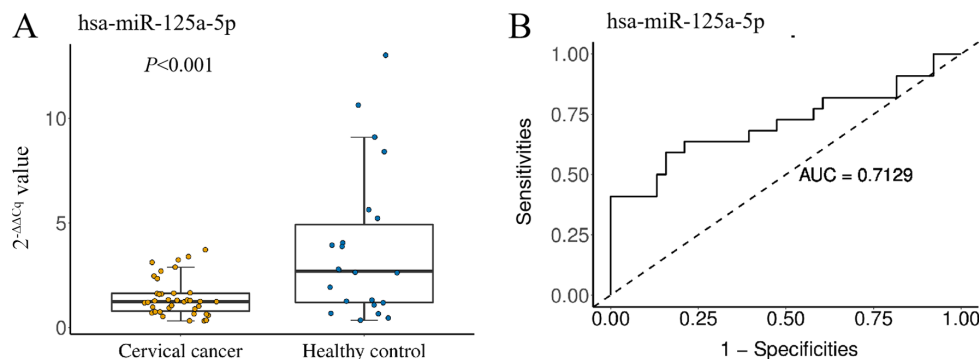 A
hsa-miR-125a-5p
P<0.001
2-ΔΔCq value
10
5
0
Cervical cancer
Healthy control
B
hsa-miR-125a-5p
Sensitivities
1.00
0.75
0.50
0.25
0.00
AUC = 0.7129
0.00
0.25
0.50
0.75
1.00
1 - Specificities